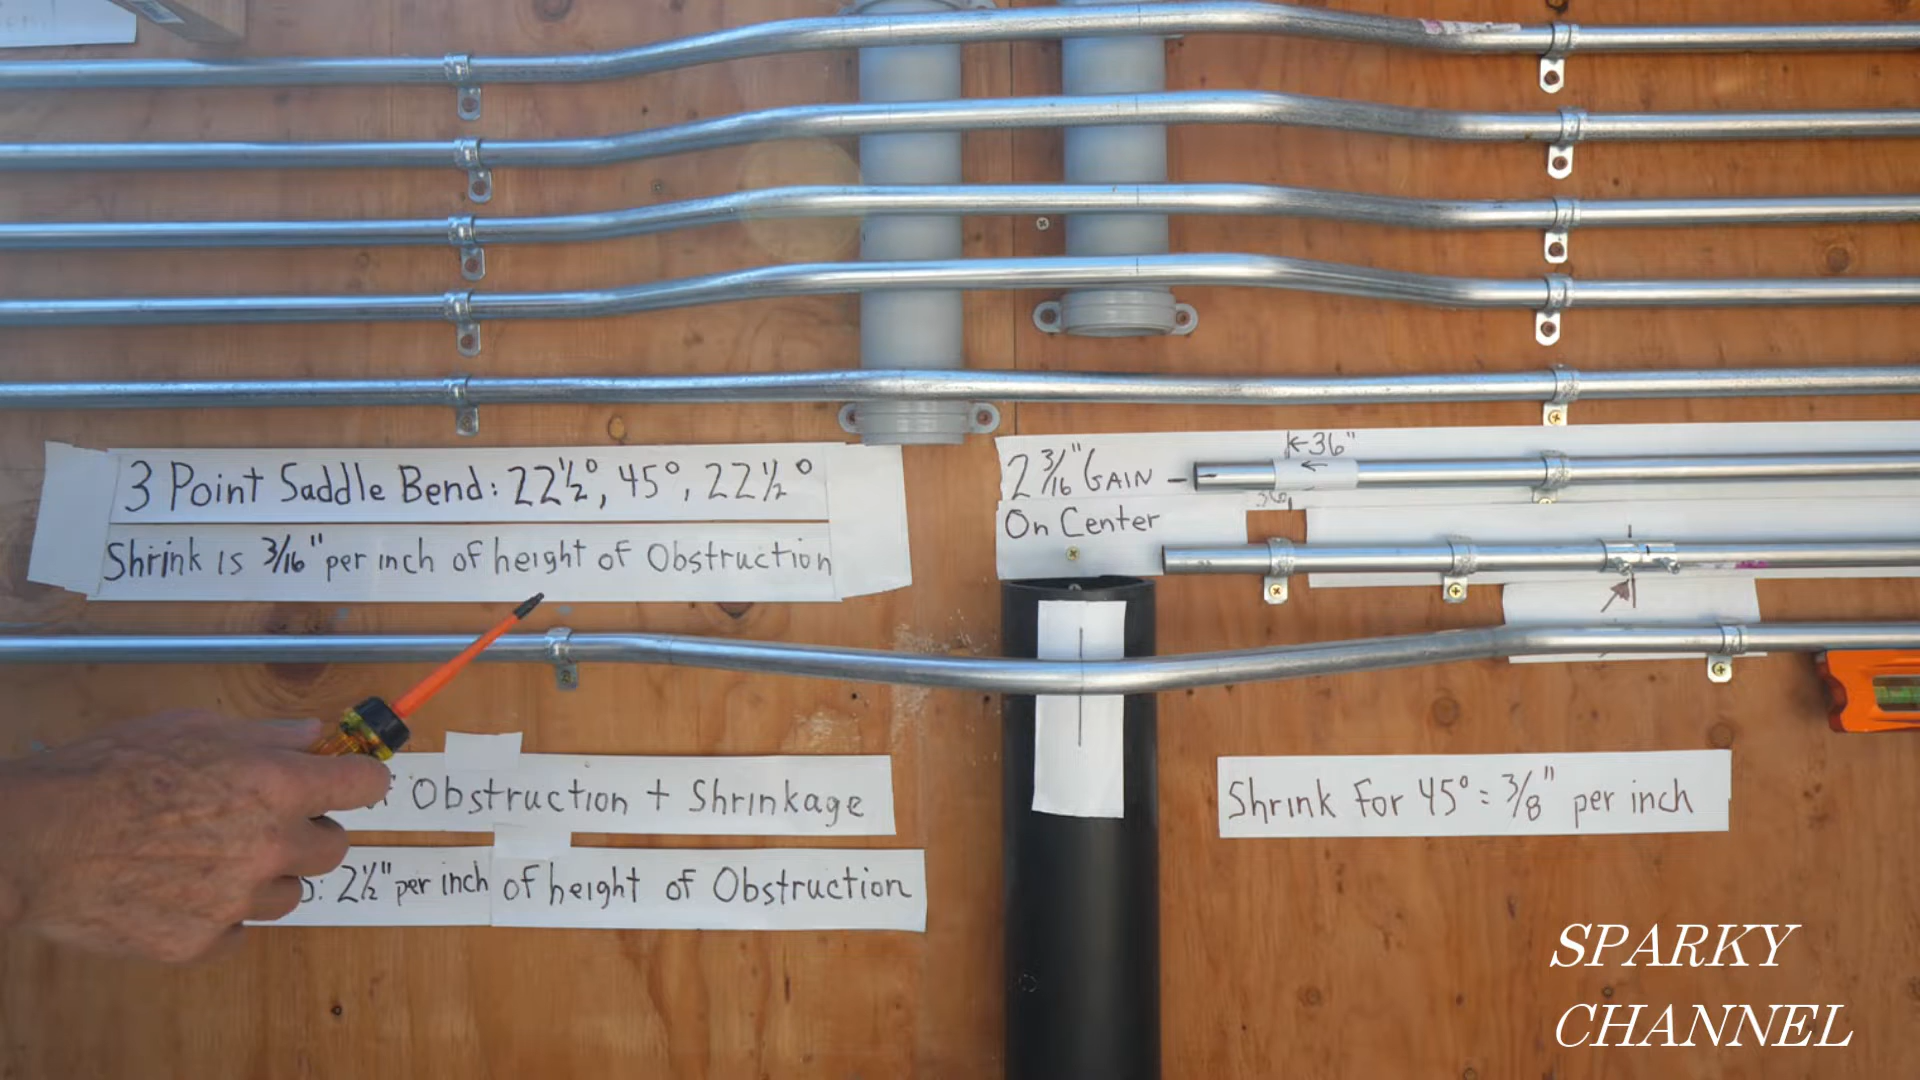 3 Point Saddle Bend: 22½°, 45°, 22½°
Shrink is 3/16" per inch of height of Obstruction
2 3/16" GAIN -
On Center
36"
Obstruction + Shrinkage
2½" per inch of height of Obstruction
Shrink For 45° = 3/8" per inch
SPARKY
CHANNEL